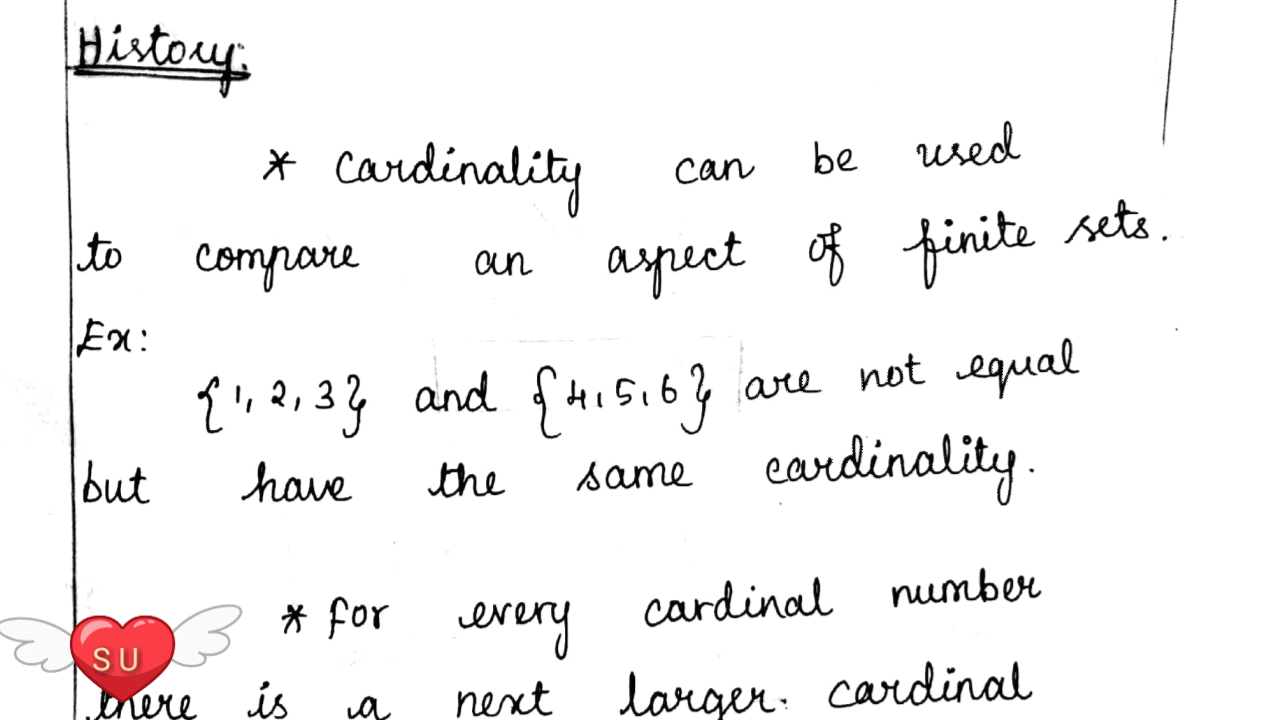 History:
* Cardinality can be used
to compare an aspect of finite sets.
Ex:
{1, 2, 3} and {4, 5, 6} are not equal
but have the same cardinality.
* For every cardinal number
there is a next larger cardinal
SU